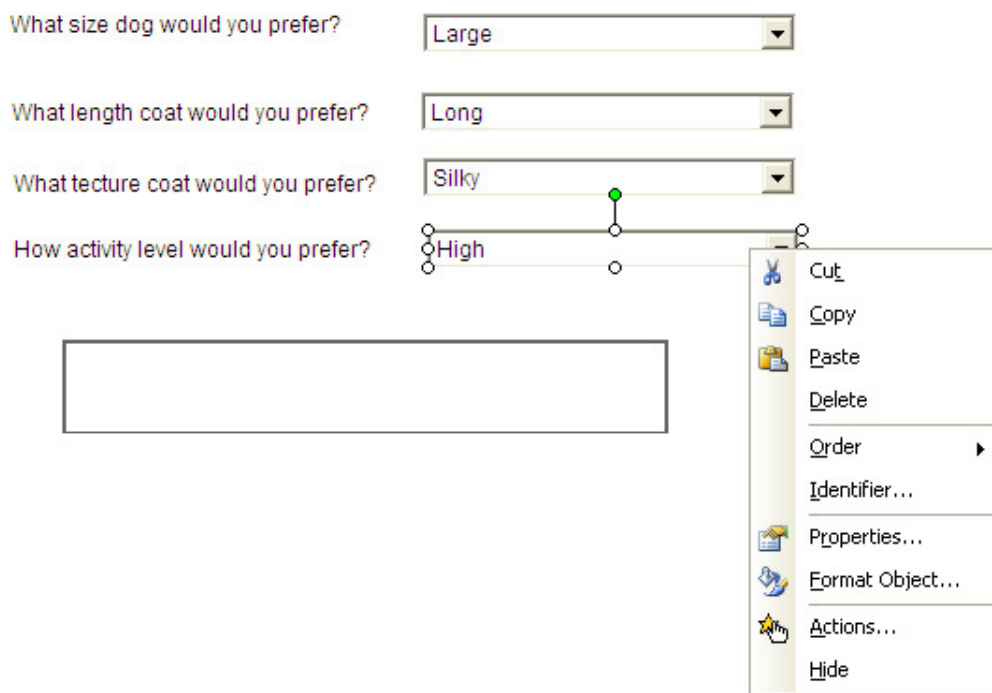 What size dog would you prefer? Large
What length coat would you prefer? Long
What tecture coat would you prefer? Silky
How activity level would you prefer? High
Cut
Copy
Paste
Delete
Order
Identifier...
Properties...
Format Object...
Actions...
Hide